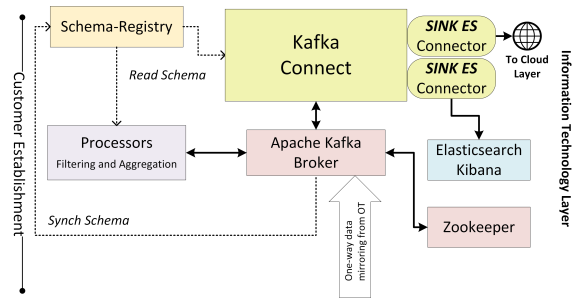 Schema-Registry
Kafka
Connect
SINK ES
Connector
SINK ES
Connector
To Cloud
Layer
Read Schema
Processors
Filtering and Aggregation
Apache Kafka
Broker
Elasticsearch
Kibana
Synch Schema
One-way data
mirroring from OT
Zookeeper
Customer Establishment
Information Technology Layer